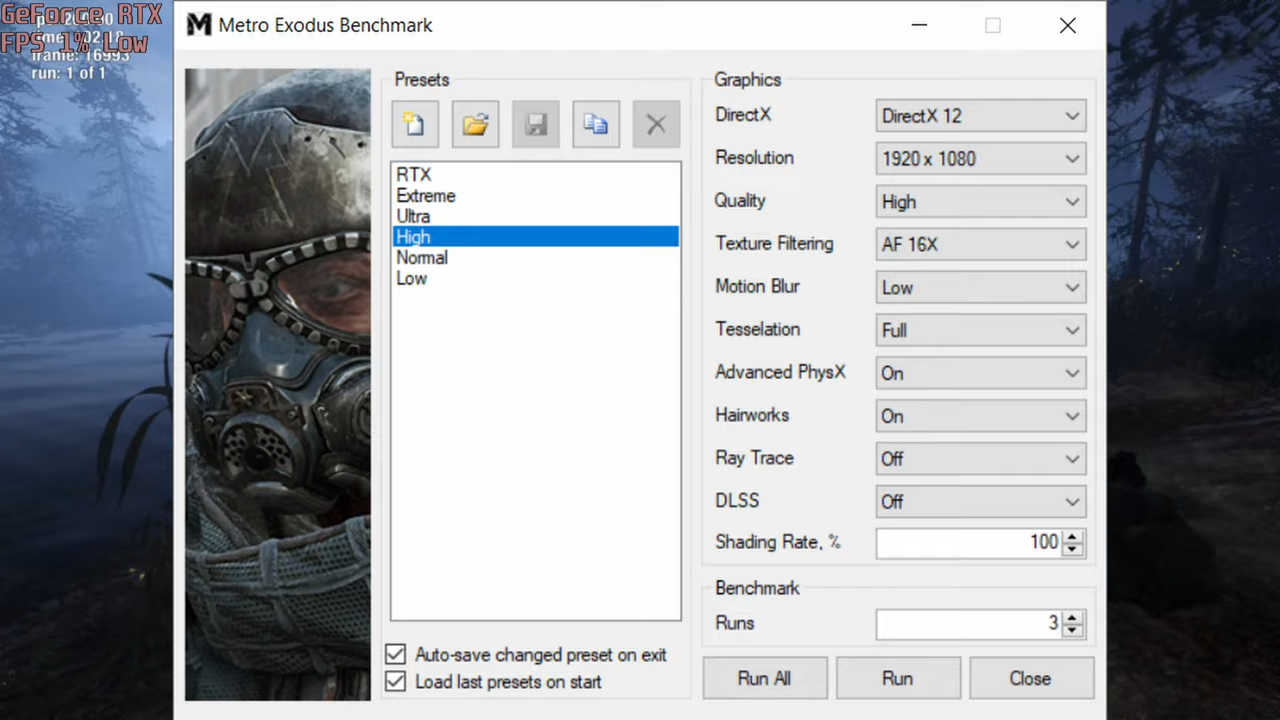 GeForce RTX
FPS 1% Low
frame: 16993
run: 1 of 1
Metro Exodus Benchmark
Presets
RTX
Extreme
Ultra
High
Normal
Low
Auto-save changed preset on exit
Load last presets on start
Graphics
DirectX DirectX 12
Resolution 1920 x 1080
Quality High
Texture Filtering AF 16X
Motion Blur Low
Tesselation Full
Advanced PhysX On
Hairworks On
Ray Trace Off
DLSS Off
Shading Rate, % 100
Benchmark
Runs 3
Run All Run Close